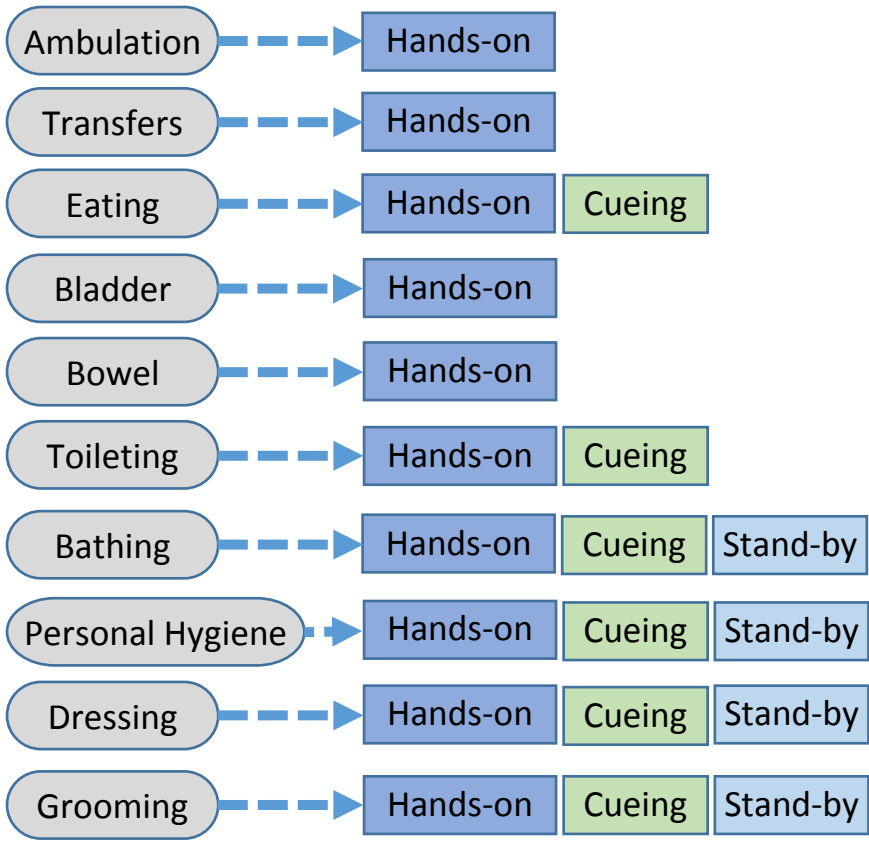 Ambulation Hands-on
Transfers Hands-on
Eating Hands-on Cueing
Bladder Hands-on
Bowel Hands-on
Toileting Hands-on Cueing
Bathing Hands-on Cueing Stand-by
Personal Hygiene Hands-on Cueing Stand-by
Dressing Hands-on Cueing Stand-by
Grooming Hands-on Cueing Stand-by